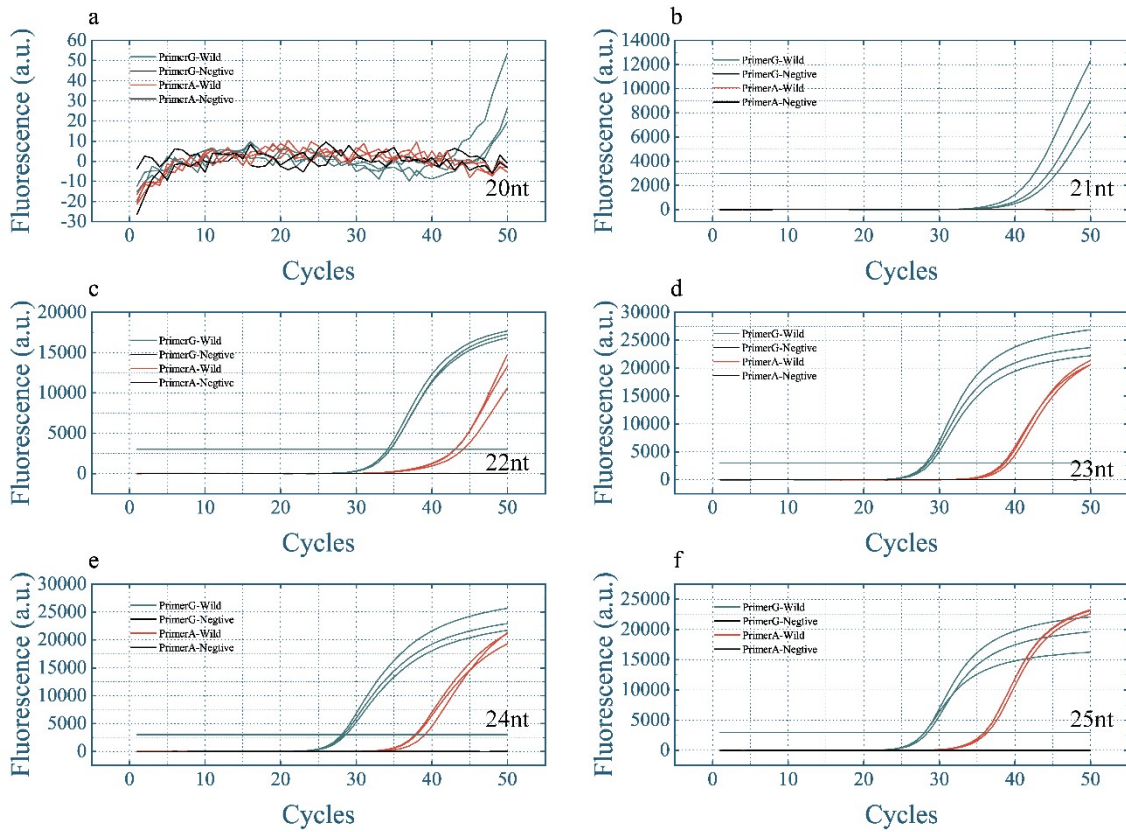 a
Fluorescence (a.u.)
60
50
40
30
20
10
0
-10
-20
-30
PrimerG-Wild
PrimerG-Negtive
PrimerA-Wild
PrimerA-Negtive
20nt
0 10 20 30 40 50
Cycles
b
Fluorescence (a.u.)
14000
12000
10000
8000
6000
4000
2000
0
PrimerG-Wild
PrimerG-Negtive
PrimerA-Wild
PrimerA-Negtive
21nt
0 10 20 30 40 50
Cycles
c
Fluorescence (a.u.)
20000
15000
10000
5000
0
PrimerG-Wild
PrimerG-Negtive
PrimerA-Wild
PrimerA-Negtive
22nt
0 10 20 30 40 50
Cycles
d
Fluorescence (a.u.)
30000
25000
20000
15000
10000
5000
0
PrimerG-Wild
PrimerG-Negtive
PrimerA-Wild
PrimerA-Negtive
23nt
0 10 20 30 40 50
Cycles
e
Fluorescence (a.u.)
30000
25000
20000
15000
10000
5000
0
PrimerG-Wild
PrimerG-Negtive
PrimerA-Wild
PrimerA-Negtive
24nt
0 10 20 30 40 50
Cycles
f
Fluorescence (a.u.)
25000
20000
15000
10000
5000
0
PrimerG-Wild
PrimerG-Negtive
PrimerA-Wild
PrimerA-Negtive
25nt
0 10 20 30 40 50
Cycles